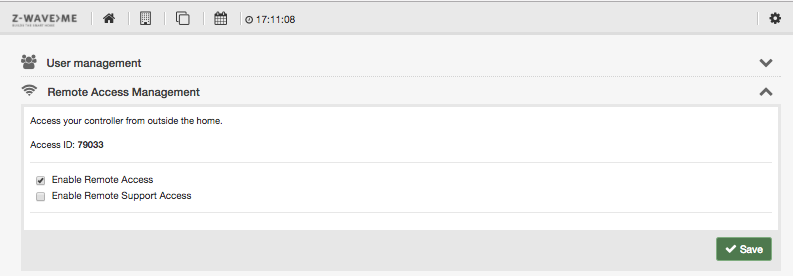 Z-WAVE>ME
17:11:08
User management
Remote Access Management
Access your controller from outside the home.
Access ID: 79033
Enable Remote Access
Enable Remote Support Access
Save